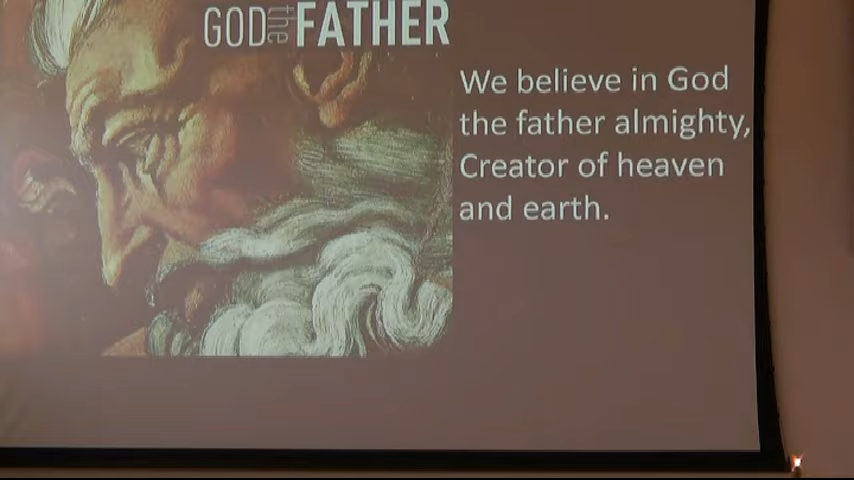 GOD the FATHER
We believe in God
the father almighty,
Creator of heaven
and earth.